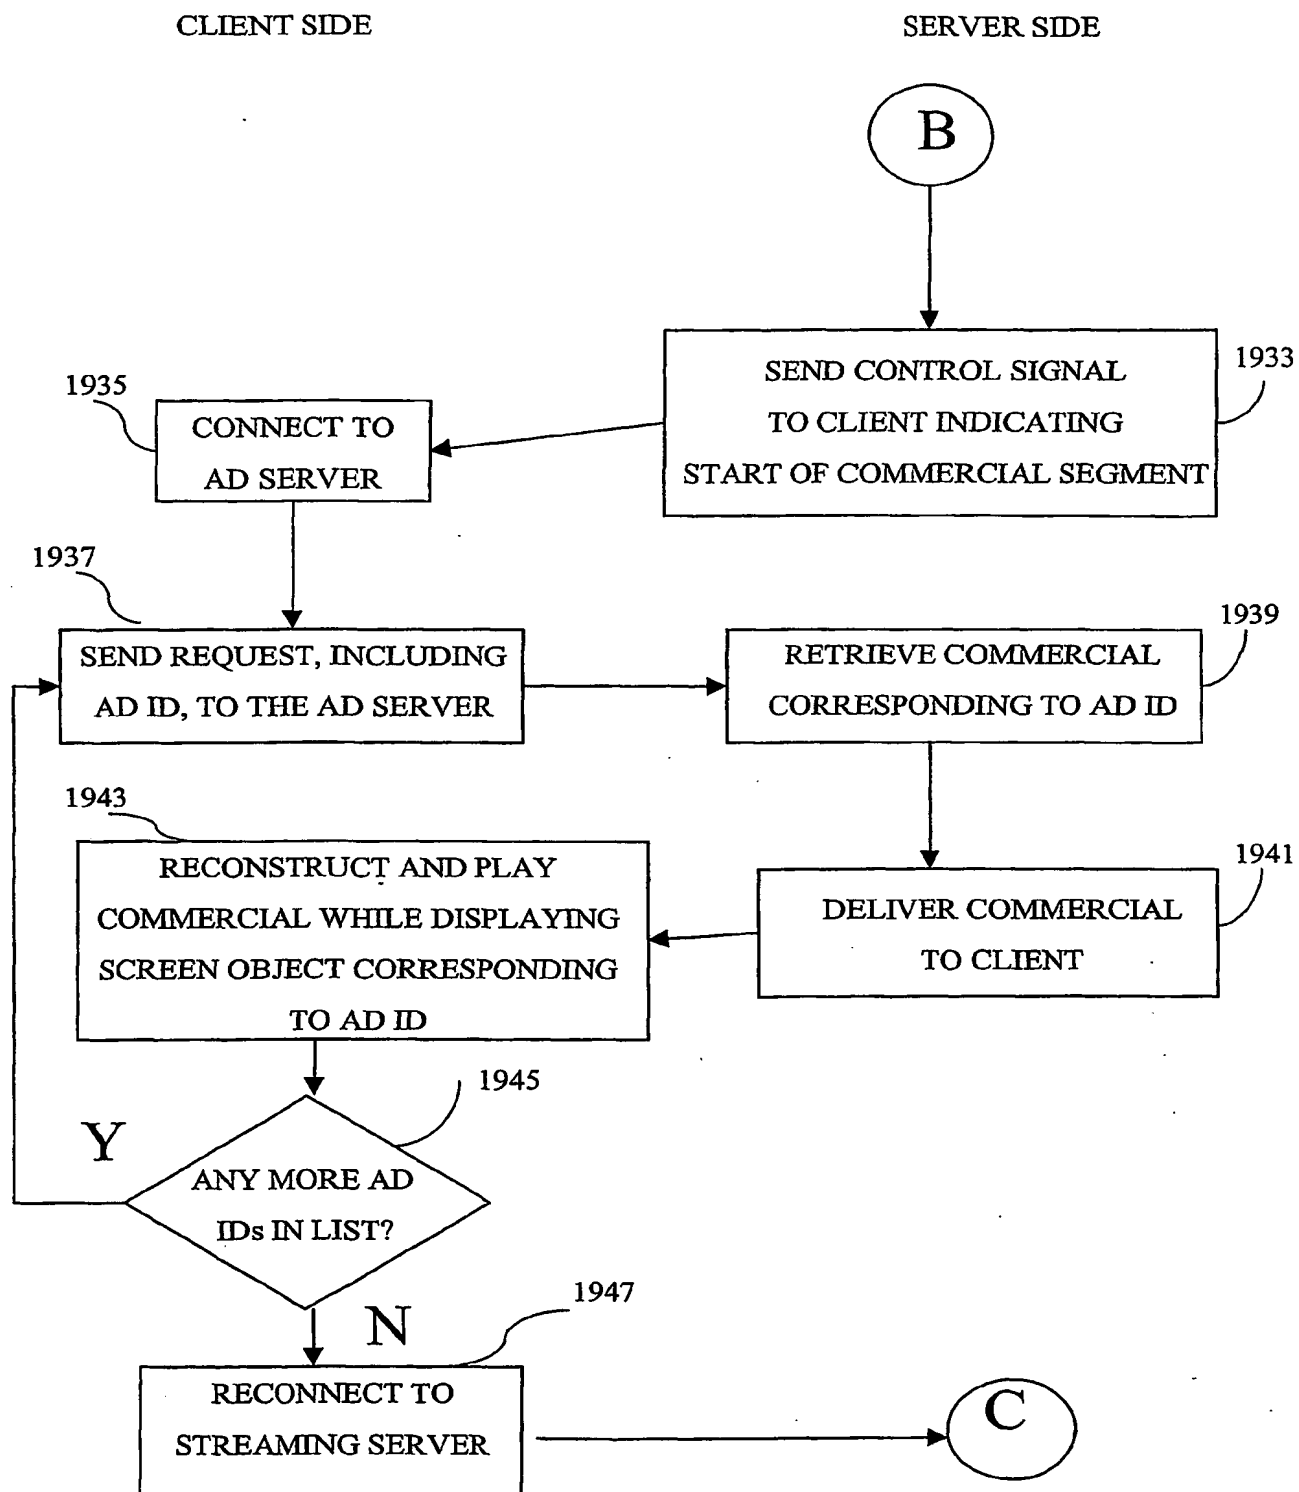 CLIENT SIDE
SERVER SIDE
B
SEND CONTROL SIGNAL
TO CLIENT INDICATING
START OF COMMERCIAL SEGMENT
1933
1935
CONNECT TO
AD SERVER
1937
SEND REQUEST, INCLUDING
AD ID, TO THE AD SERVER
1939
RETRIEVE COMMERCIAL
CORRESPONDING TO AD ID
1941
DELIVER COMMERCIAL
TO CLIENT
1943
RECONSTRUCT AND PLAY
COMMERCIAL WHILE DISPLAYING
SCREEN OBJECT CORRESPONDING
TO AD ID
1945
ANY MORE AD
IDs IN LIST?
Y
N
1947
RECONNECT TO
STREAMING SERVER
C